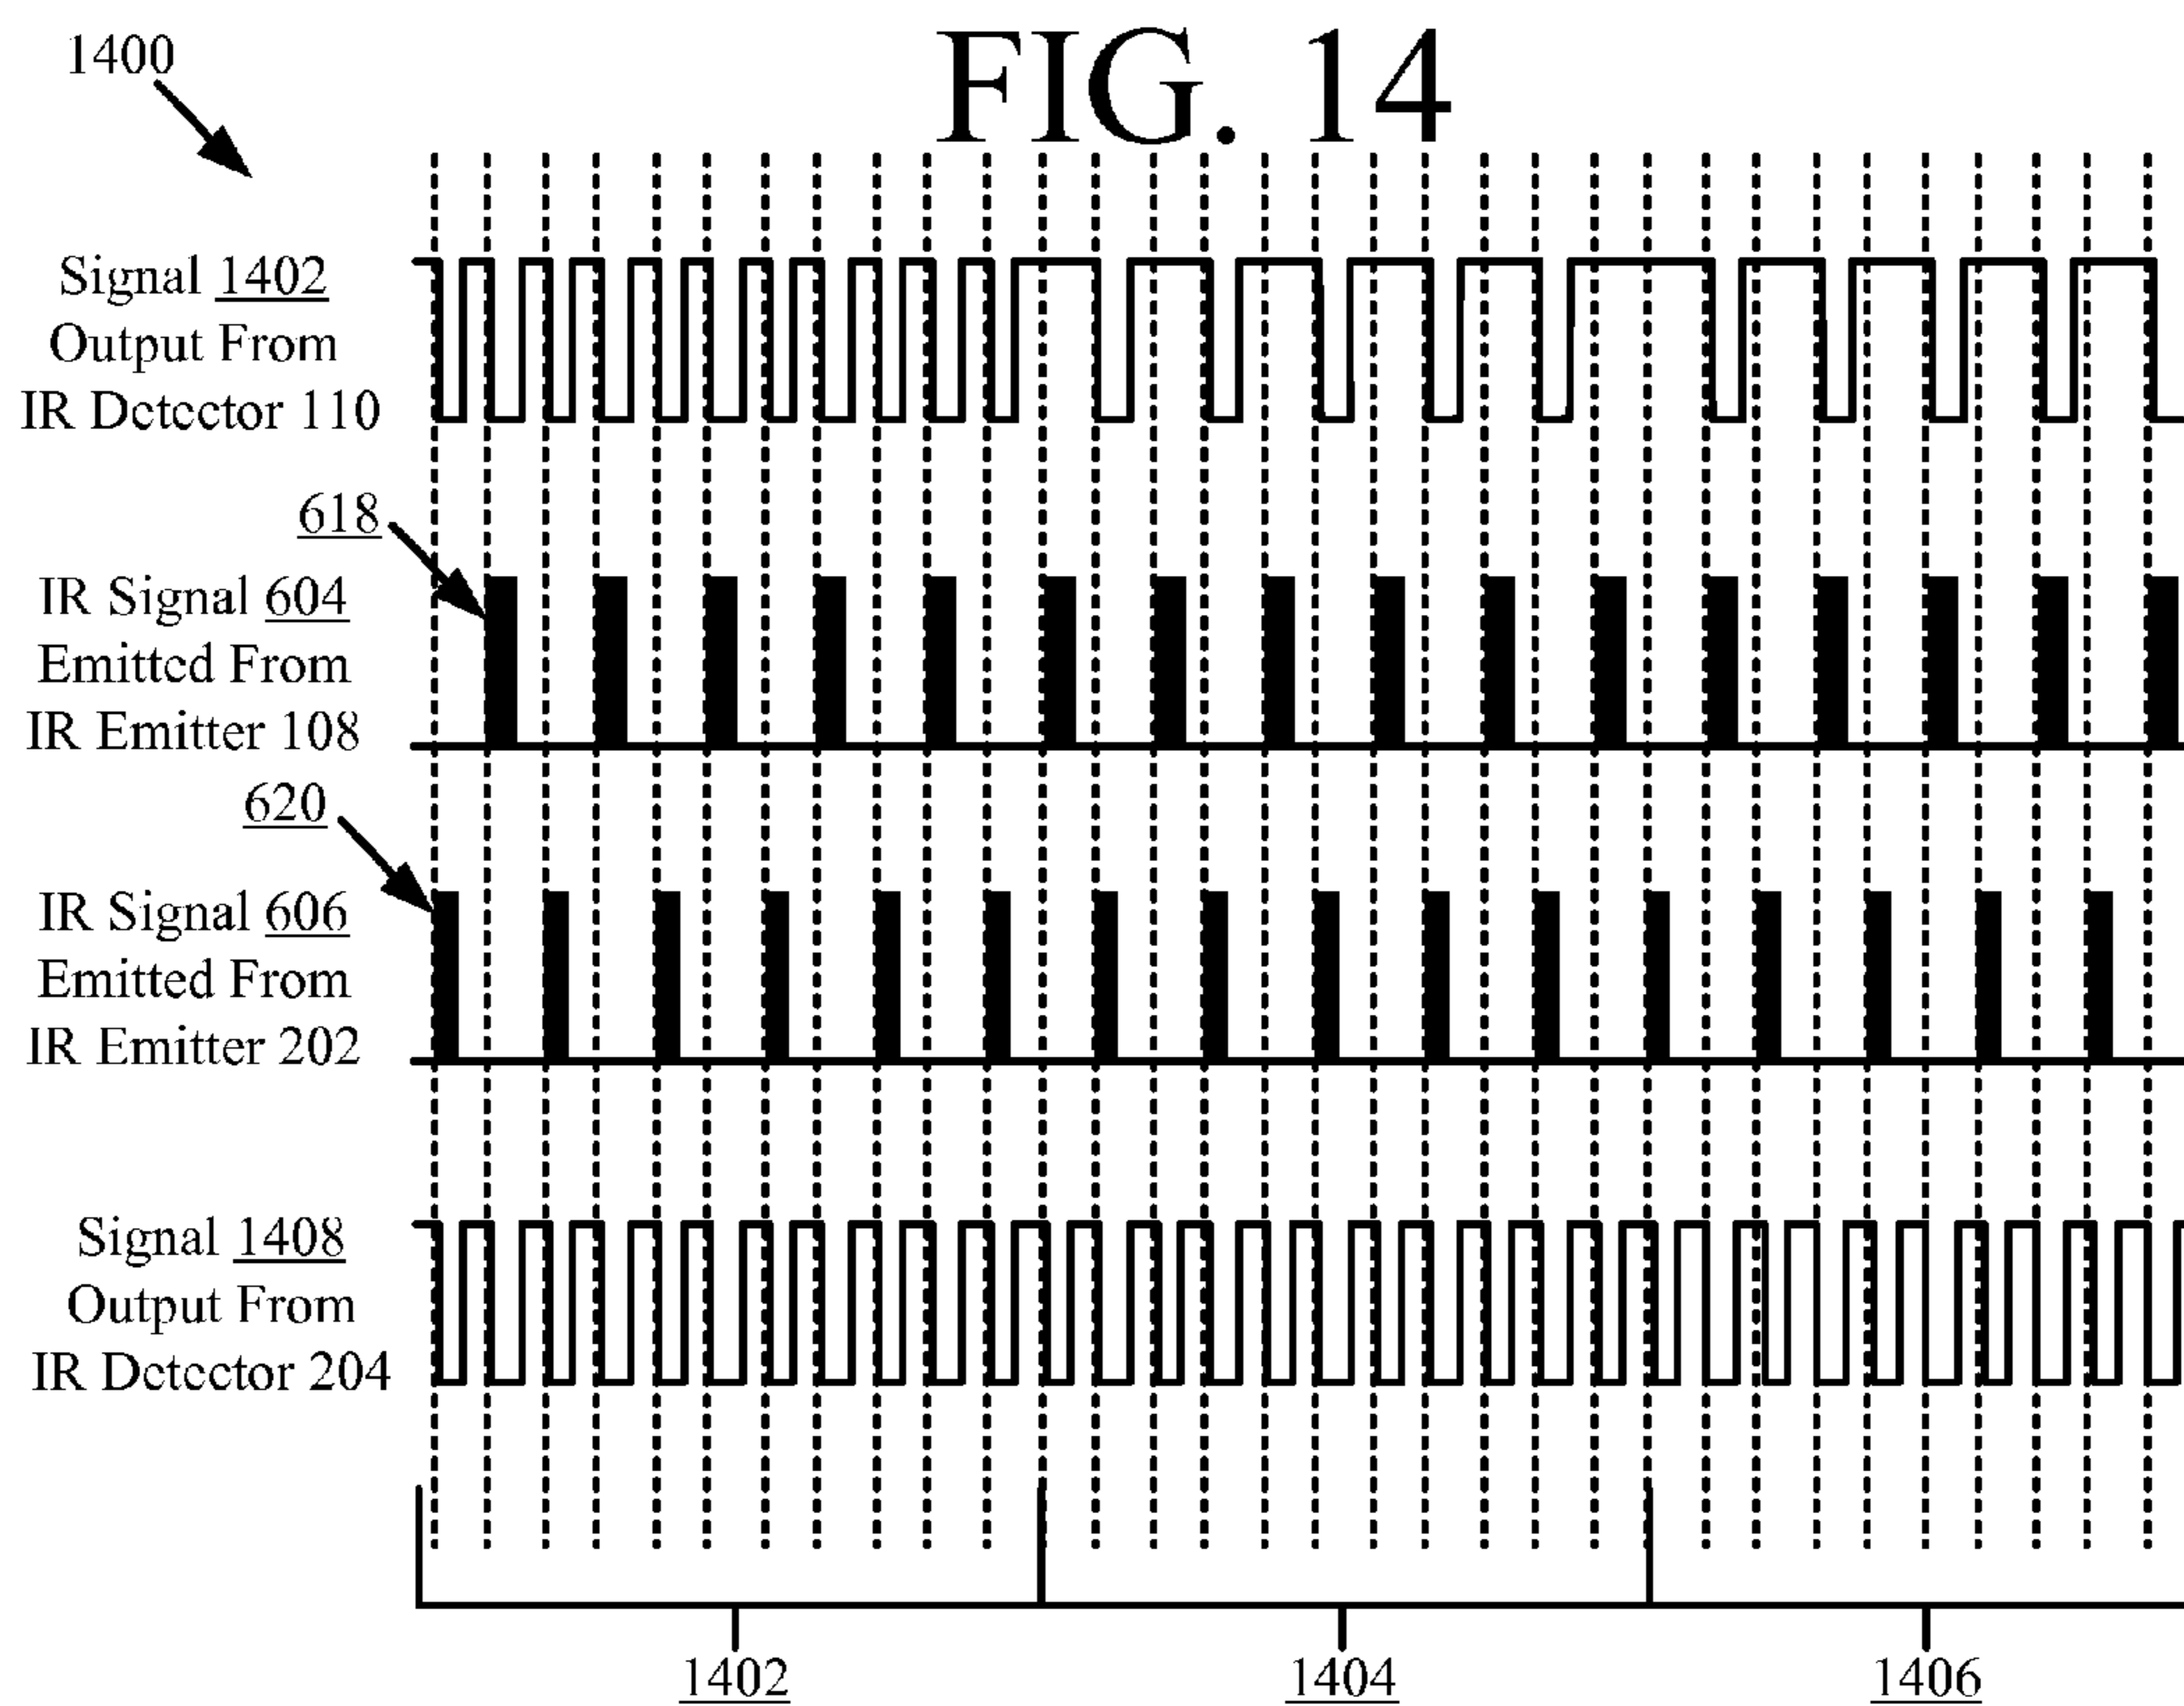 FIG. 14
1400
Signal 1402
Output From
IR Detector 110
618
IR Signal 604
Emitted From
IR Emitter 108
620
IR Signal 606
Emitted From
IR Emitter 202
Signal 1408
Output From
IR Detector 204
1402
1404
1406